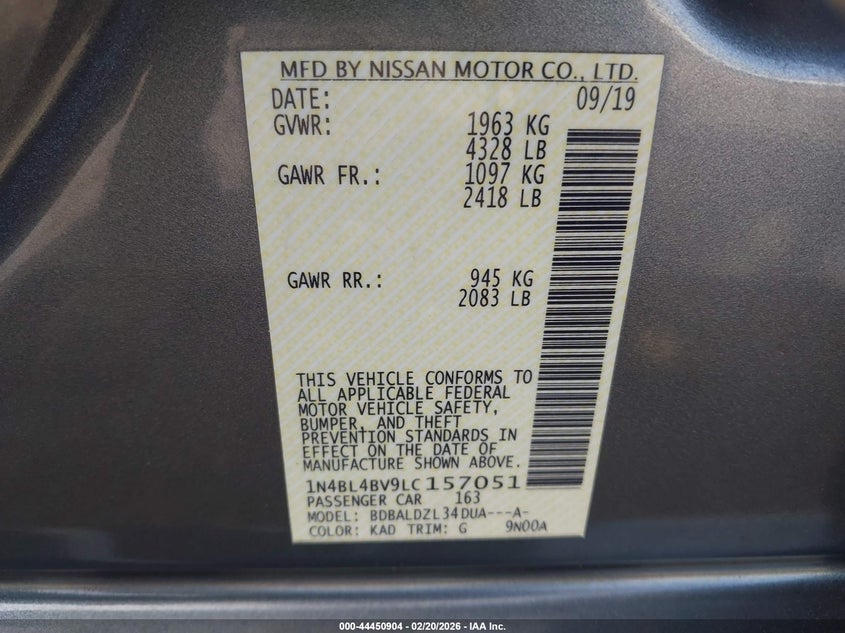 MFD BY NISSAN MOTOR CO., LTD.
DATE: 09/19
GVWR: 1963 KG
4328 LB
GAWR FR.: 1097 KG
2418 LB
GAWR RR.: 945 KG
2083 LB
THIS VEHICLE CONFORMS TO
ALL APPLICABLE FEDERAL
MOTOR VEHICLE SAFETY,
BUMPER, AND THEFT
PREVENTION STANDARDS IN
EFFECT ON THE DATE OF
MANUFACTURE SHOWN ABOVE.
1N4BL4BV9LC157051
PASSENGER CAR 163
MODEL: BDBALDZL34DUA---A-
COLOR: KAD TRIM: G 9N00A
000-44450904 - 02/20/2026 - IAA Inc.